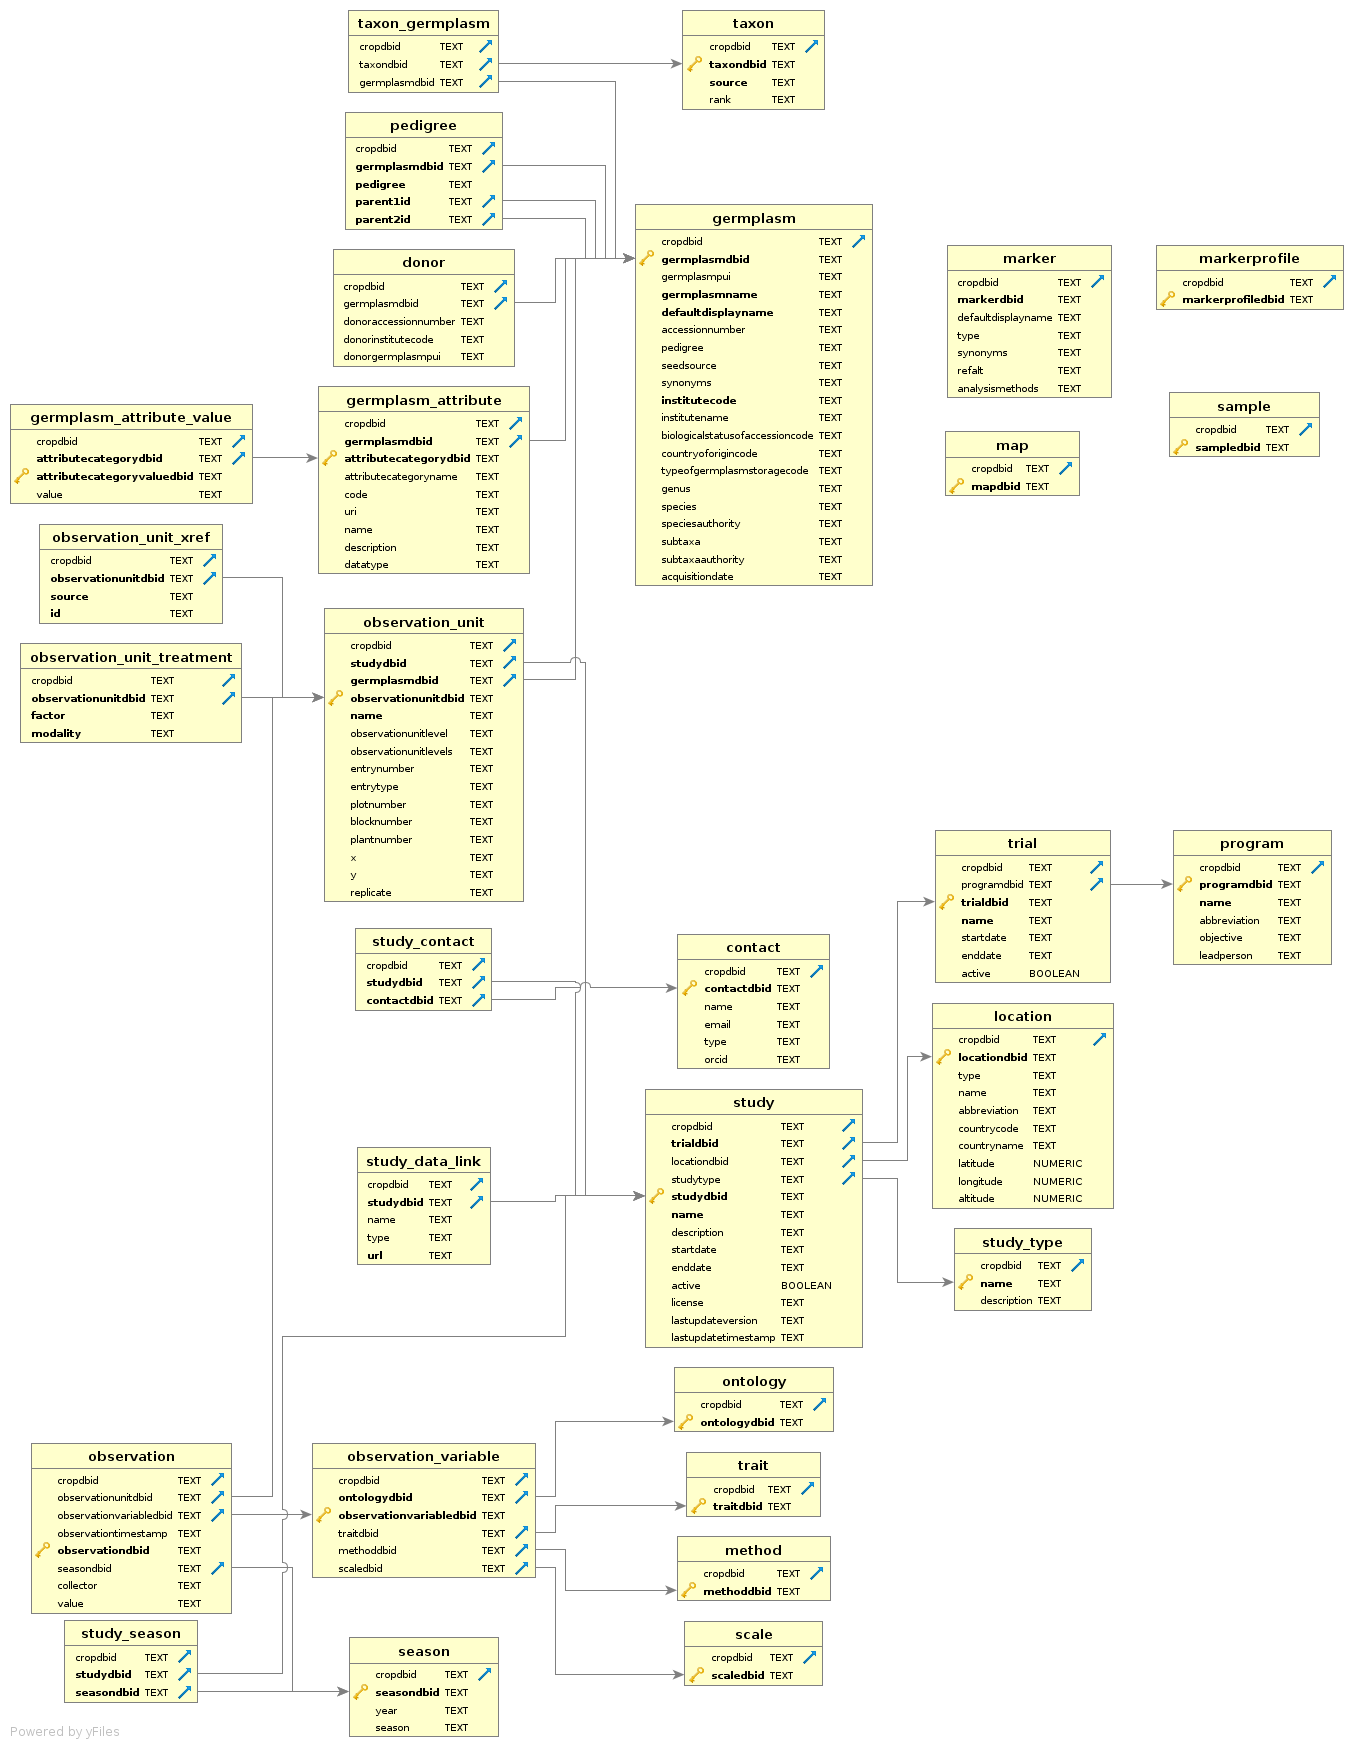 taxon_germplasm
cropdbid TEXT
taxondbid TEXT
germplasmdbid TEXT
taxon
cropdbid TEXT
taxondbid TEXT
source TEXT
rank TEXT
pedigree
cropdbid TEXT
germplasmdbid TEXT
pedigree TEXT
parent1id TEXT
parent2id TEXT
germplasm
cropdbid TEXT
germplasmdbid TEXT
germplasmpui TEXT
germplasmname TEXT
defaultdisplayname TEXT
accessionnumber TEXT
pedigree TEXT
seedsource TEXT
synonyms TEXT
institutecode TEXT
institutename TEXT
biologicalstatusofaccessioncode TEXT
countryoforigincode TEXT
typeofgermplasmstoragecode TEXT
genus TEXT
species TEXT
speciesauthority TEXT
subtaxa TEXT
subtaxaauthority TEXT
acquisitiondate TEXT
marker
cropdbid TEXT
markerdbid TEXT
defaultdisplayname TEXT
type TEXT
synonyms TEXT
refalt TEXT
analysismethods TEXT
markerprofile
cropdbid TEXT
markerprofiledbid TEXT
donor
cropdbid TEXT
germplasmdbid TEXT
donoraccessionnumber TEXT
donorinstitutecode TEXT
donorgermplasmpui TEXT
germplasm_attribute
cropdbid TEXT
germplasmdbid TEXT
attributecategorydbid TEXT
attributecategoryname TEXT
code TEXT
uri TEXT
name TEXT
description TEXT
datatype TEXT
germplasm_attribute_value
cropdbid TEXT
attributecategorydbid TEXT
attributecategoryvaluedbid TEXT
value TEXT
sample
cropdbid TEXT
sampledbid TEXT
map
cropdbid TEXT
mapdbid TEXT
observation_unit_xref
cropdbid TEXT
observationunitdbid TEXT
source TEXT
id TEXT
observation_unit
cropdbid TEXT
studydbid TEXT
germplasmdbid TEXT
observationunitdbid TEXT
name TEXT
observationunitlevel TEXT
observationunitlevels TEXT
entrynumber TEXT
entrytype TEXT
plotnumber TEXT
blocknumber TEXT
plantnumber TEXT
x TEXT
y TEXT
replicate TEXT
observation_unit_treatment
cropdbid TEXT
observationunitdbid TEXT
factor TEXT
modality TEXT
trial
cropdbid TEXT
programdbid TEXT
trialdbid TEXT
name TEXT
startdate TEXT
enddate TEXT
active BOOLEAN
program
cropdbid TEXT
programdbid TEXT
name TEXT
abbreviation TEXT
objective TEXT
leadperson TEXT
study_contact
cropdbid TEXT
studydbid TEXT
contactdbid TEXT
contact
cropdbid TEXT
contactdbid TEXT
name TEXT
email TEXT
type TEXT
orcid TEXT
location
cropdbid TEXT
locationdbid TEXT
type TEXT
name TEXT
abbreviation TEXT
countrycode TEXT
countryname TEXT
latitude NUMERIC
longitude NUMERIC
altitude NUMERIC
study
cropdbid TEXT
trialdbid TEXT
locationdbid TEXT
studytype TEXT
studydbid TEXT
name TEXT
description TEXT
startdate TEXT
enddate TEXT
active BOOLEAN
license TEXT
lastupdateversion TEXT
lastupdatetimestamp TEXT
study_data_link
cropdbid TEXT
studydbid TEXT
name TEXT
type TEXT
url TEXT
study_type
cropdbid TEXT
name TEXT
description TEXT
ontology
cropdbid TEXT
ontologydbid TEXT
observation
cropdbid TEXT
observationunitdbid TEXT
observationvariabledbid TEXT
observationtimestamp TEXT
observationdbid TEXT
seasondbid TEXT
collector TEXT
value TEXT
observation_variable
cropdbid TEXT
ontologydbid TEXT
observationvariabledbid TEXT
traitdbid TEXT
methoddbid TEXT
scaledbid TEXT
trait
cropdbid TEXT
traitdbid TEXT
method
cropdbid TEXT
methoddbid TEXT
study_season
cropdbid TEXT
studydbid TEXT
seasondbid TEXT
season
cropdbid TEXT
seasondbid TEXT
year TEXT
season TEXT
scale
cropdbid TEXT
scaledbid TEXT
Powered by yFiles